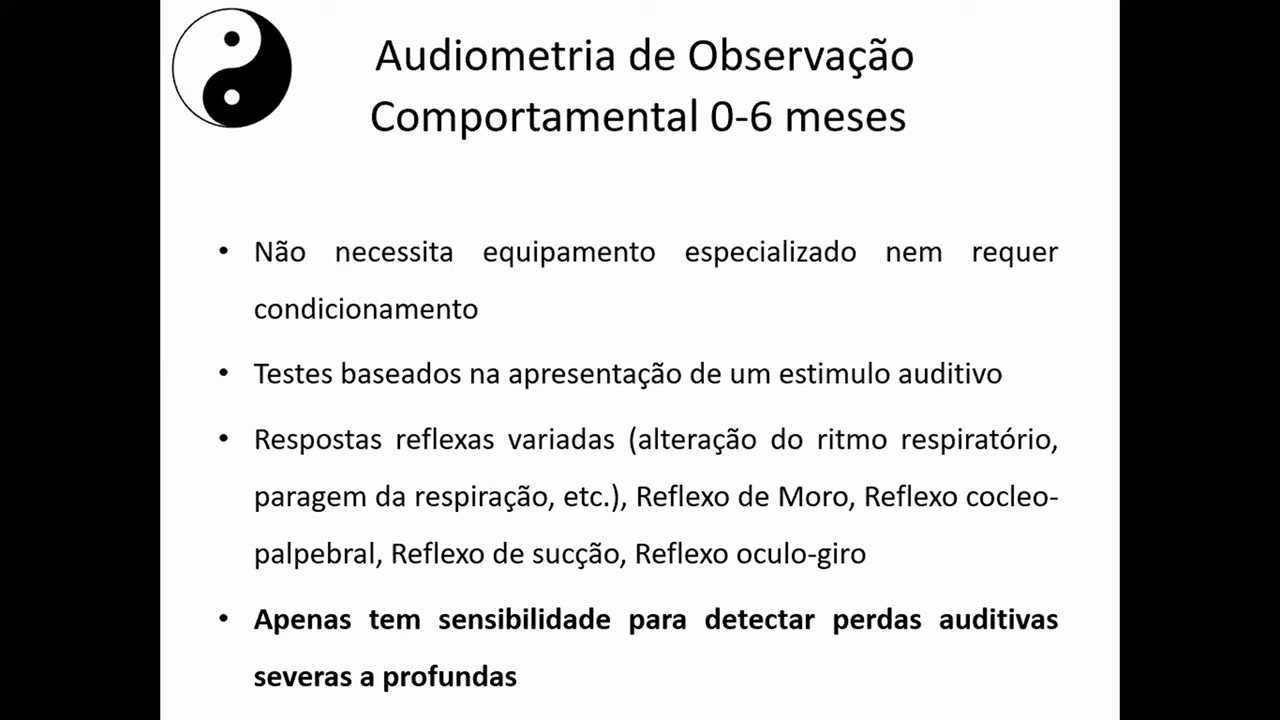 Audiometria de Observação
Comportamental 0-6 meses
• Não necessita equipamento especializado nem requer
condicionamento
• Testes baseados na apresentação de um estimulo auditivo
• Respostas reflexas variadas (alteração do ritmo respiratório,
paragem da respiração, etc.), Reflexo de Moro, Reflexo cocleo-
palpebral, Reflexo de sucção, Reflexo oculo-giro
• Apenas tem sensibilidade para detectar perdas auditivas
severas a profundas